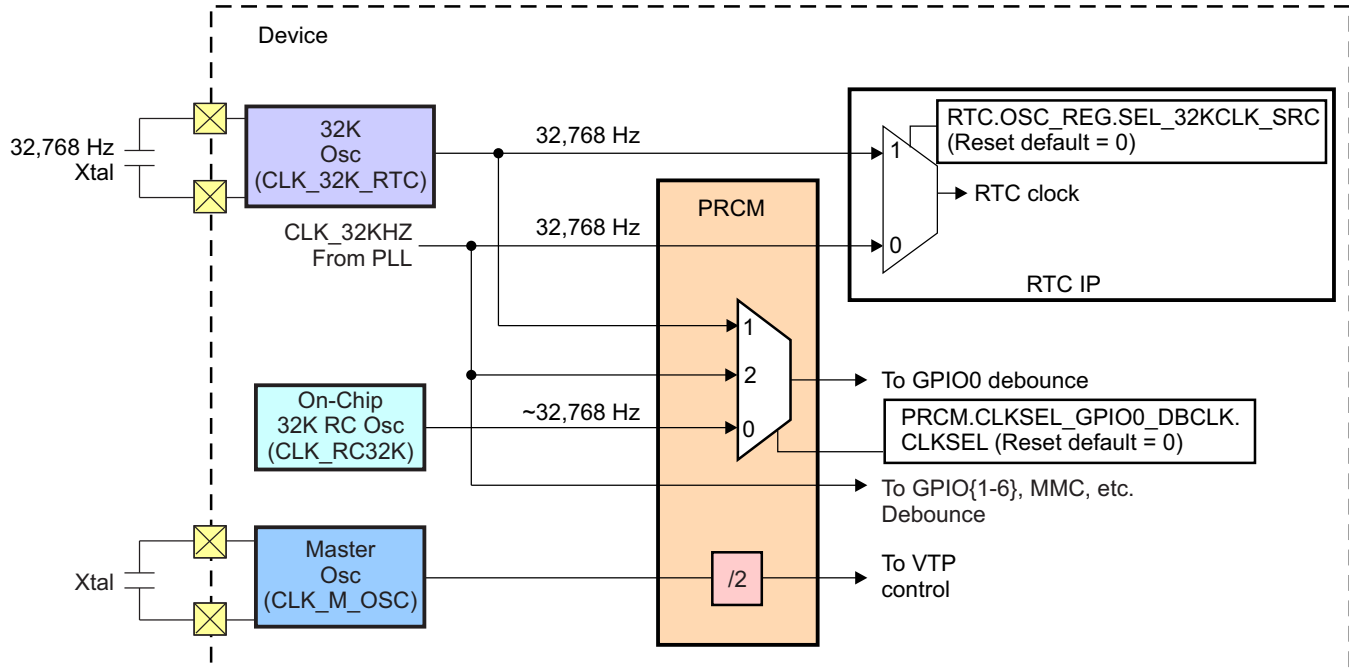 Device
32,768 Hz
Xtal
32K
Osc
(CLK_32K_RTC)
32,768 Hz
RTC.OSC_REG.SEL_32KCLK_SRC
(Reset default = 0)
1
RTC clock
0
RTC IP
CLK_32KHZ
From PLL
32,768 Hz
PRCM
1
2
0
To GPIO0 debounce
On-Chip
32K RC Osc
(CLK_RC32K)
~32,768 Hz
PRCM.CLKSEL_GPIO0_DBCLK.
CLKSEL (Reset default = 0)
To GPIO{1-6}, MMC, etc.
Debounce
Xtal
Master
Osc
(CLK_M_OSC)
/2
To VTP
control